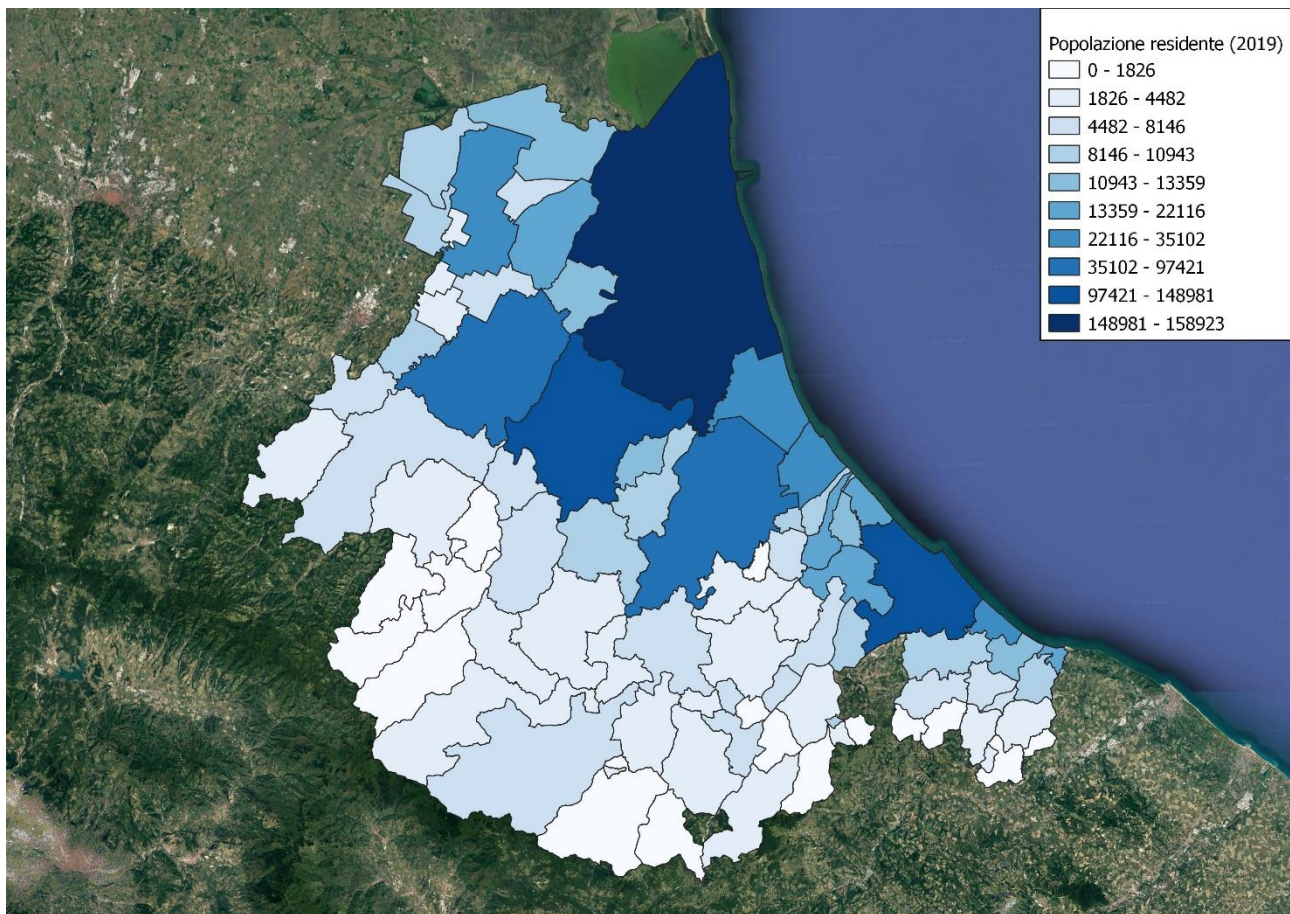 Popolazione residente (2019)
0 - 1826
1826 - 4482
4482 - 8146
8146 - 10943
10943 - 13359
13359 - 22116
22116 - 35102
35102 - 97421
97421 - 148981
148981 - 158923